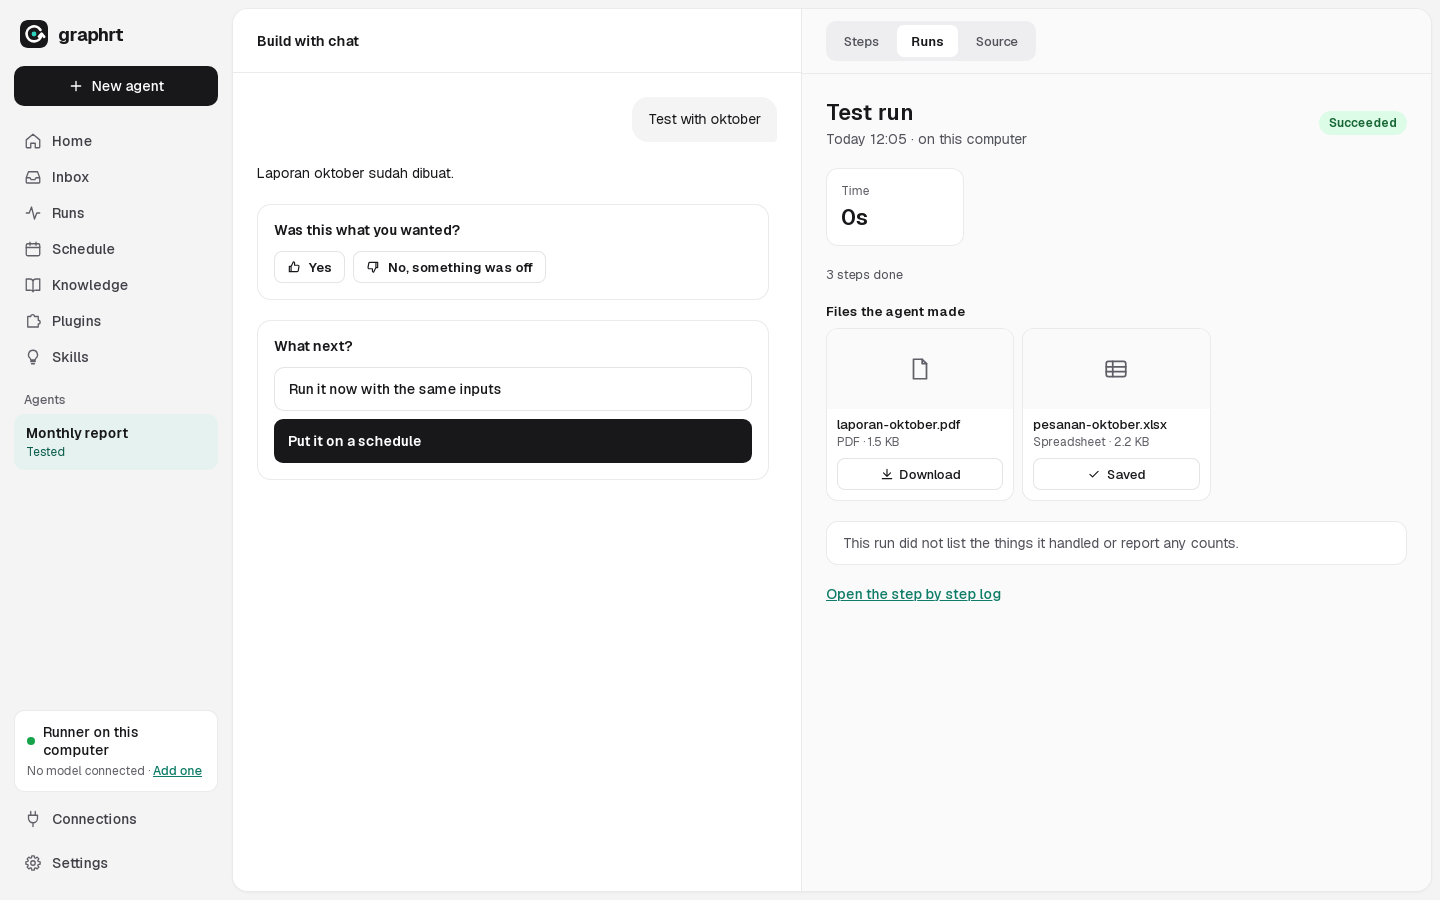 graphrt
New agent
Home
Inbox
Runs
Schedule
Knowledge
Plugins
Skills
Agents
Monthly report
Tested
Runner on this
computer
No model connected · Add one
Connections
Settings
Build with chat
Test with oktober
Laporan oktober sudah dibuat.
Was this what you wanted?
Yes
No, something was off
What next?
Run it now with the same inputs
Put it on a schedule
Steps
Runs
Source
Test run
Today 12:05 · on this computer
Succeeded
Time
0s
3 steps done
Files the agent made
laporan-oktober.pdf
PDF · 1.5 KB
Download
pesanan-oktober.xlsx
Spreadsheet · 2.2 KB
Saved
This run did not list the things it handled or report any counts.
Open the step by step log